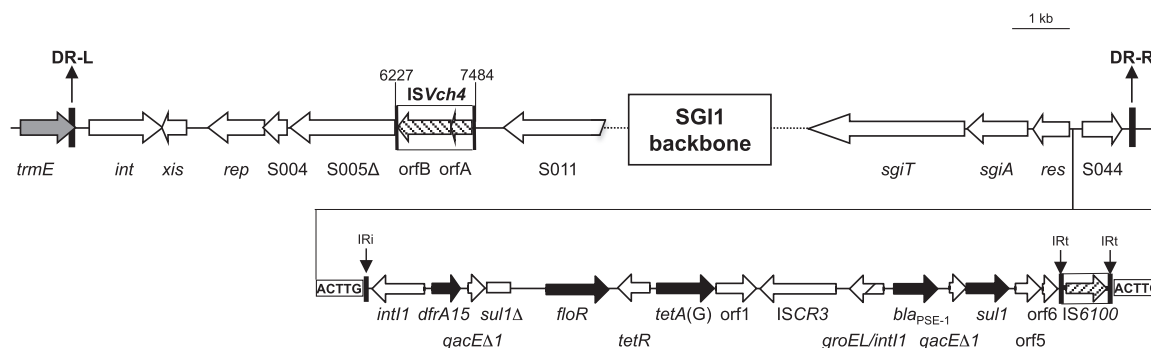 1 kb
DR-L
DR-R
6227 7484
ISVch4
SGI1
backbone
trmE int xis rep S004 S005Δ orfB orfA S011 sgiT sgiA res S044
IRi IRt IRt
ACTTG ACTTG
intI1 dfrA15 sul1Δ floR tetA(G) orf1 ISCR3 blaPSE-1 sul1 orf6 IS6100
qacEΔ1 tetR groEL/intI1 qacEΔ1 orf5